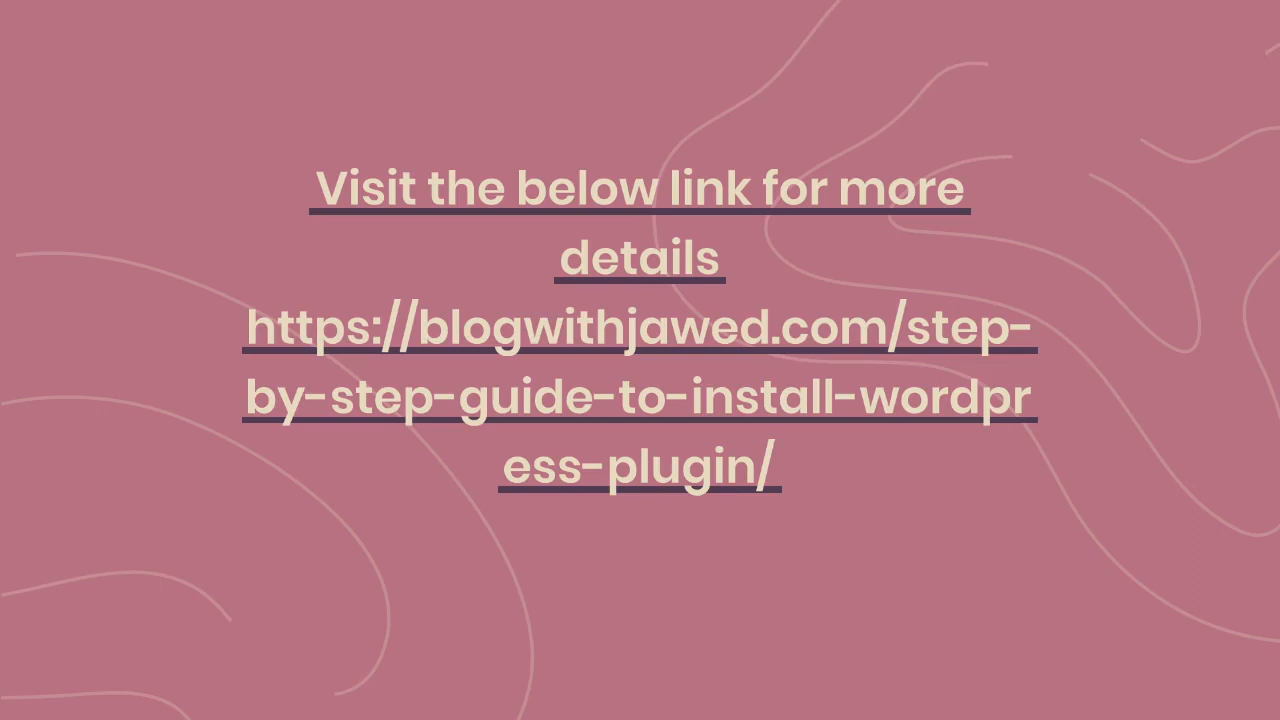 Visit the below link for more
details
https://blogwithjawed.com/step-
by-step-guide-to-install-wordpr
ess-plugin/